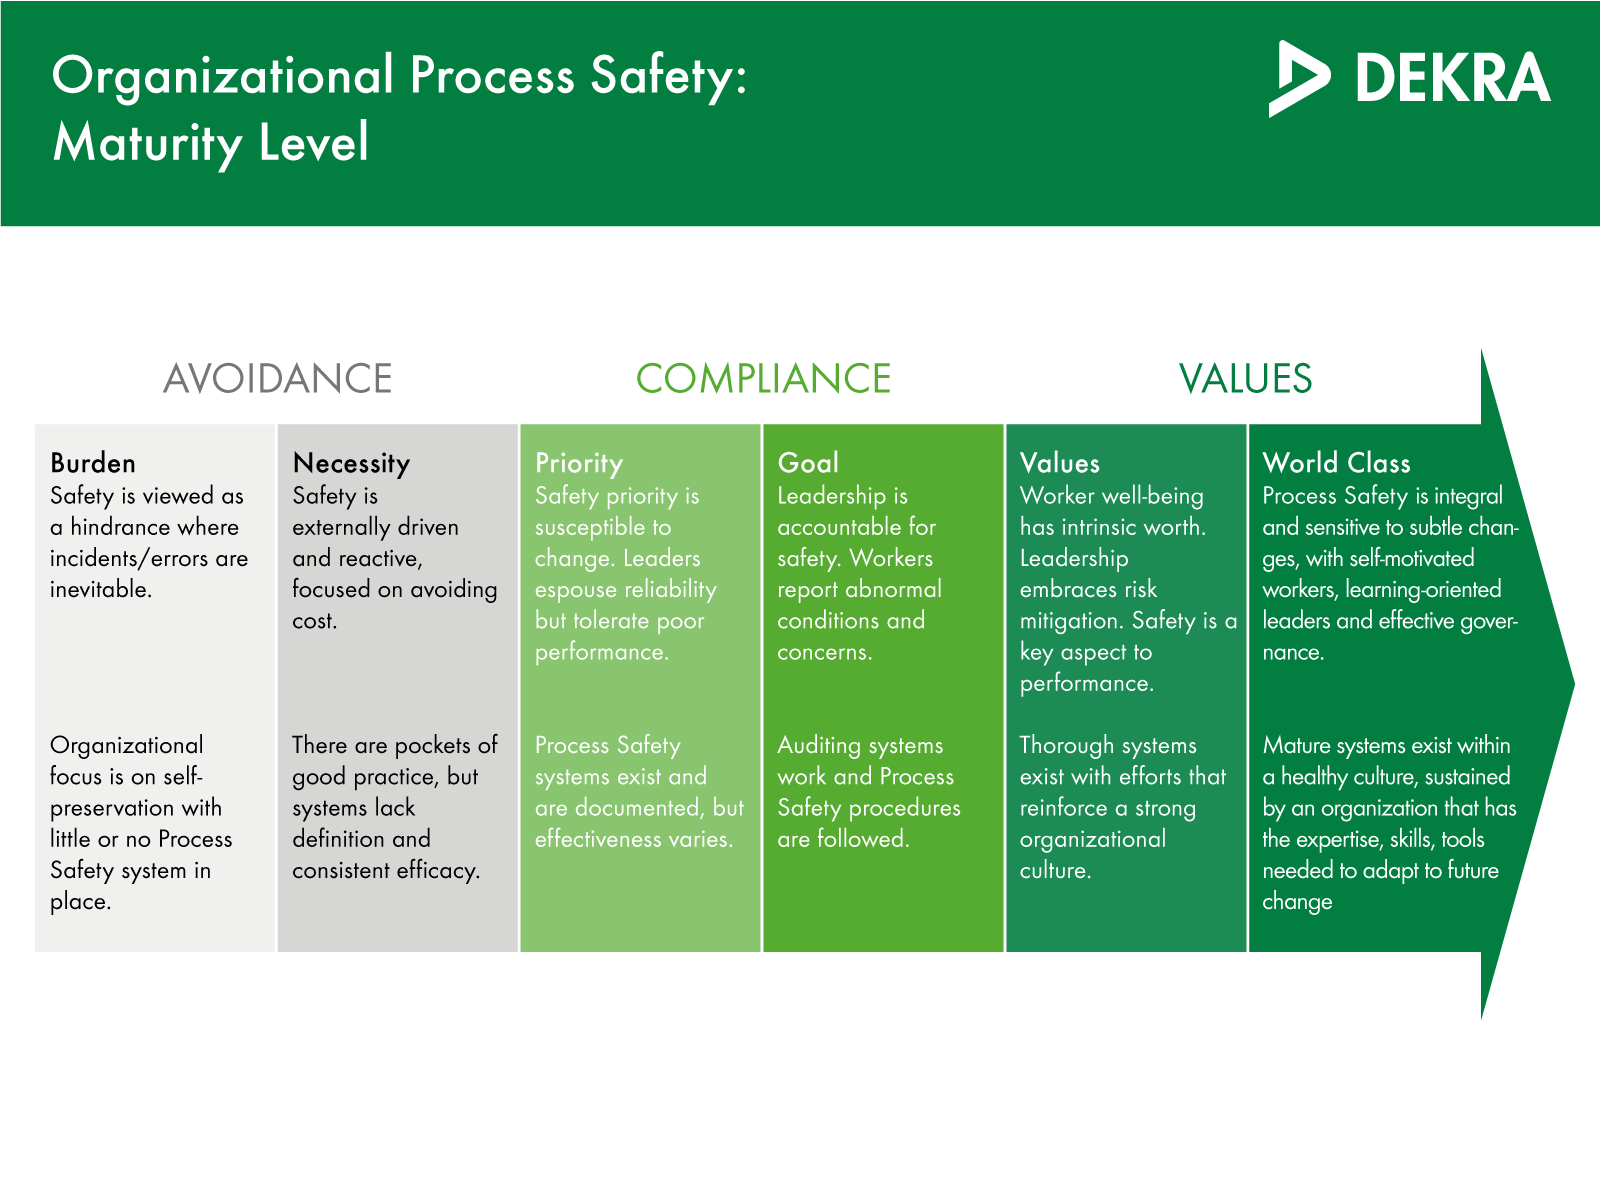 Organizational Process Safety:
Maturity Level
DEKRA
AVOIDANCE
COMPLIANCE
VALUES
Burden
Safety is viewed as
a hindrance where
incidents/errors are
inevitable.
Organizational
focus is on self-
preservation with
little or no Process
Safety system in
place.
Necessity
Safety is
externally driven
and reactive,
focused on avoiding
cost.
There are pockets of
good practice, but
systems lack
definition and
consistent efficacy.
Priority
Safety priority is
susceptible to
change. Leaders
espouse reliability
but tolerate poor
performance.
Process Safety
systems exist and
are documented, but
effectiveness varies.
Goal
Leadership is
accountable for
safety. Workers
report abnormal
conditions and
concerns.
Auditing systems
work and Process
Safety procedures
are followed.
Values
Worker well-being
has intrinsic worth.
Leadership
embraces risk
mitigation. Safety is a
key aspect to
performance.
Thorough systems
exist with efforts that
reinforce a strong
organizational
culture.
World Class
Process Safety is integral
and sensitive to subtle chan-
ges, with self-motivated
workers, learning-oriented
leaders and effective gover-
nance.
Mature systems exist within
a healthy culture, sustained
by an organization that has
the expertise, skills, tools
needed to adapt to future
change